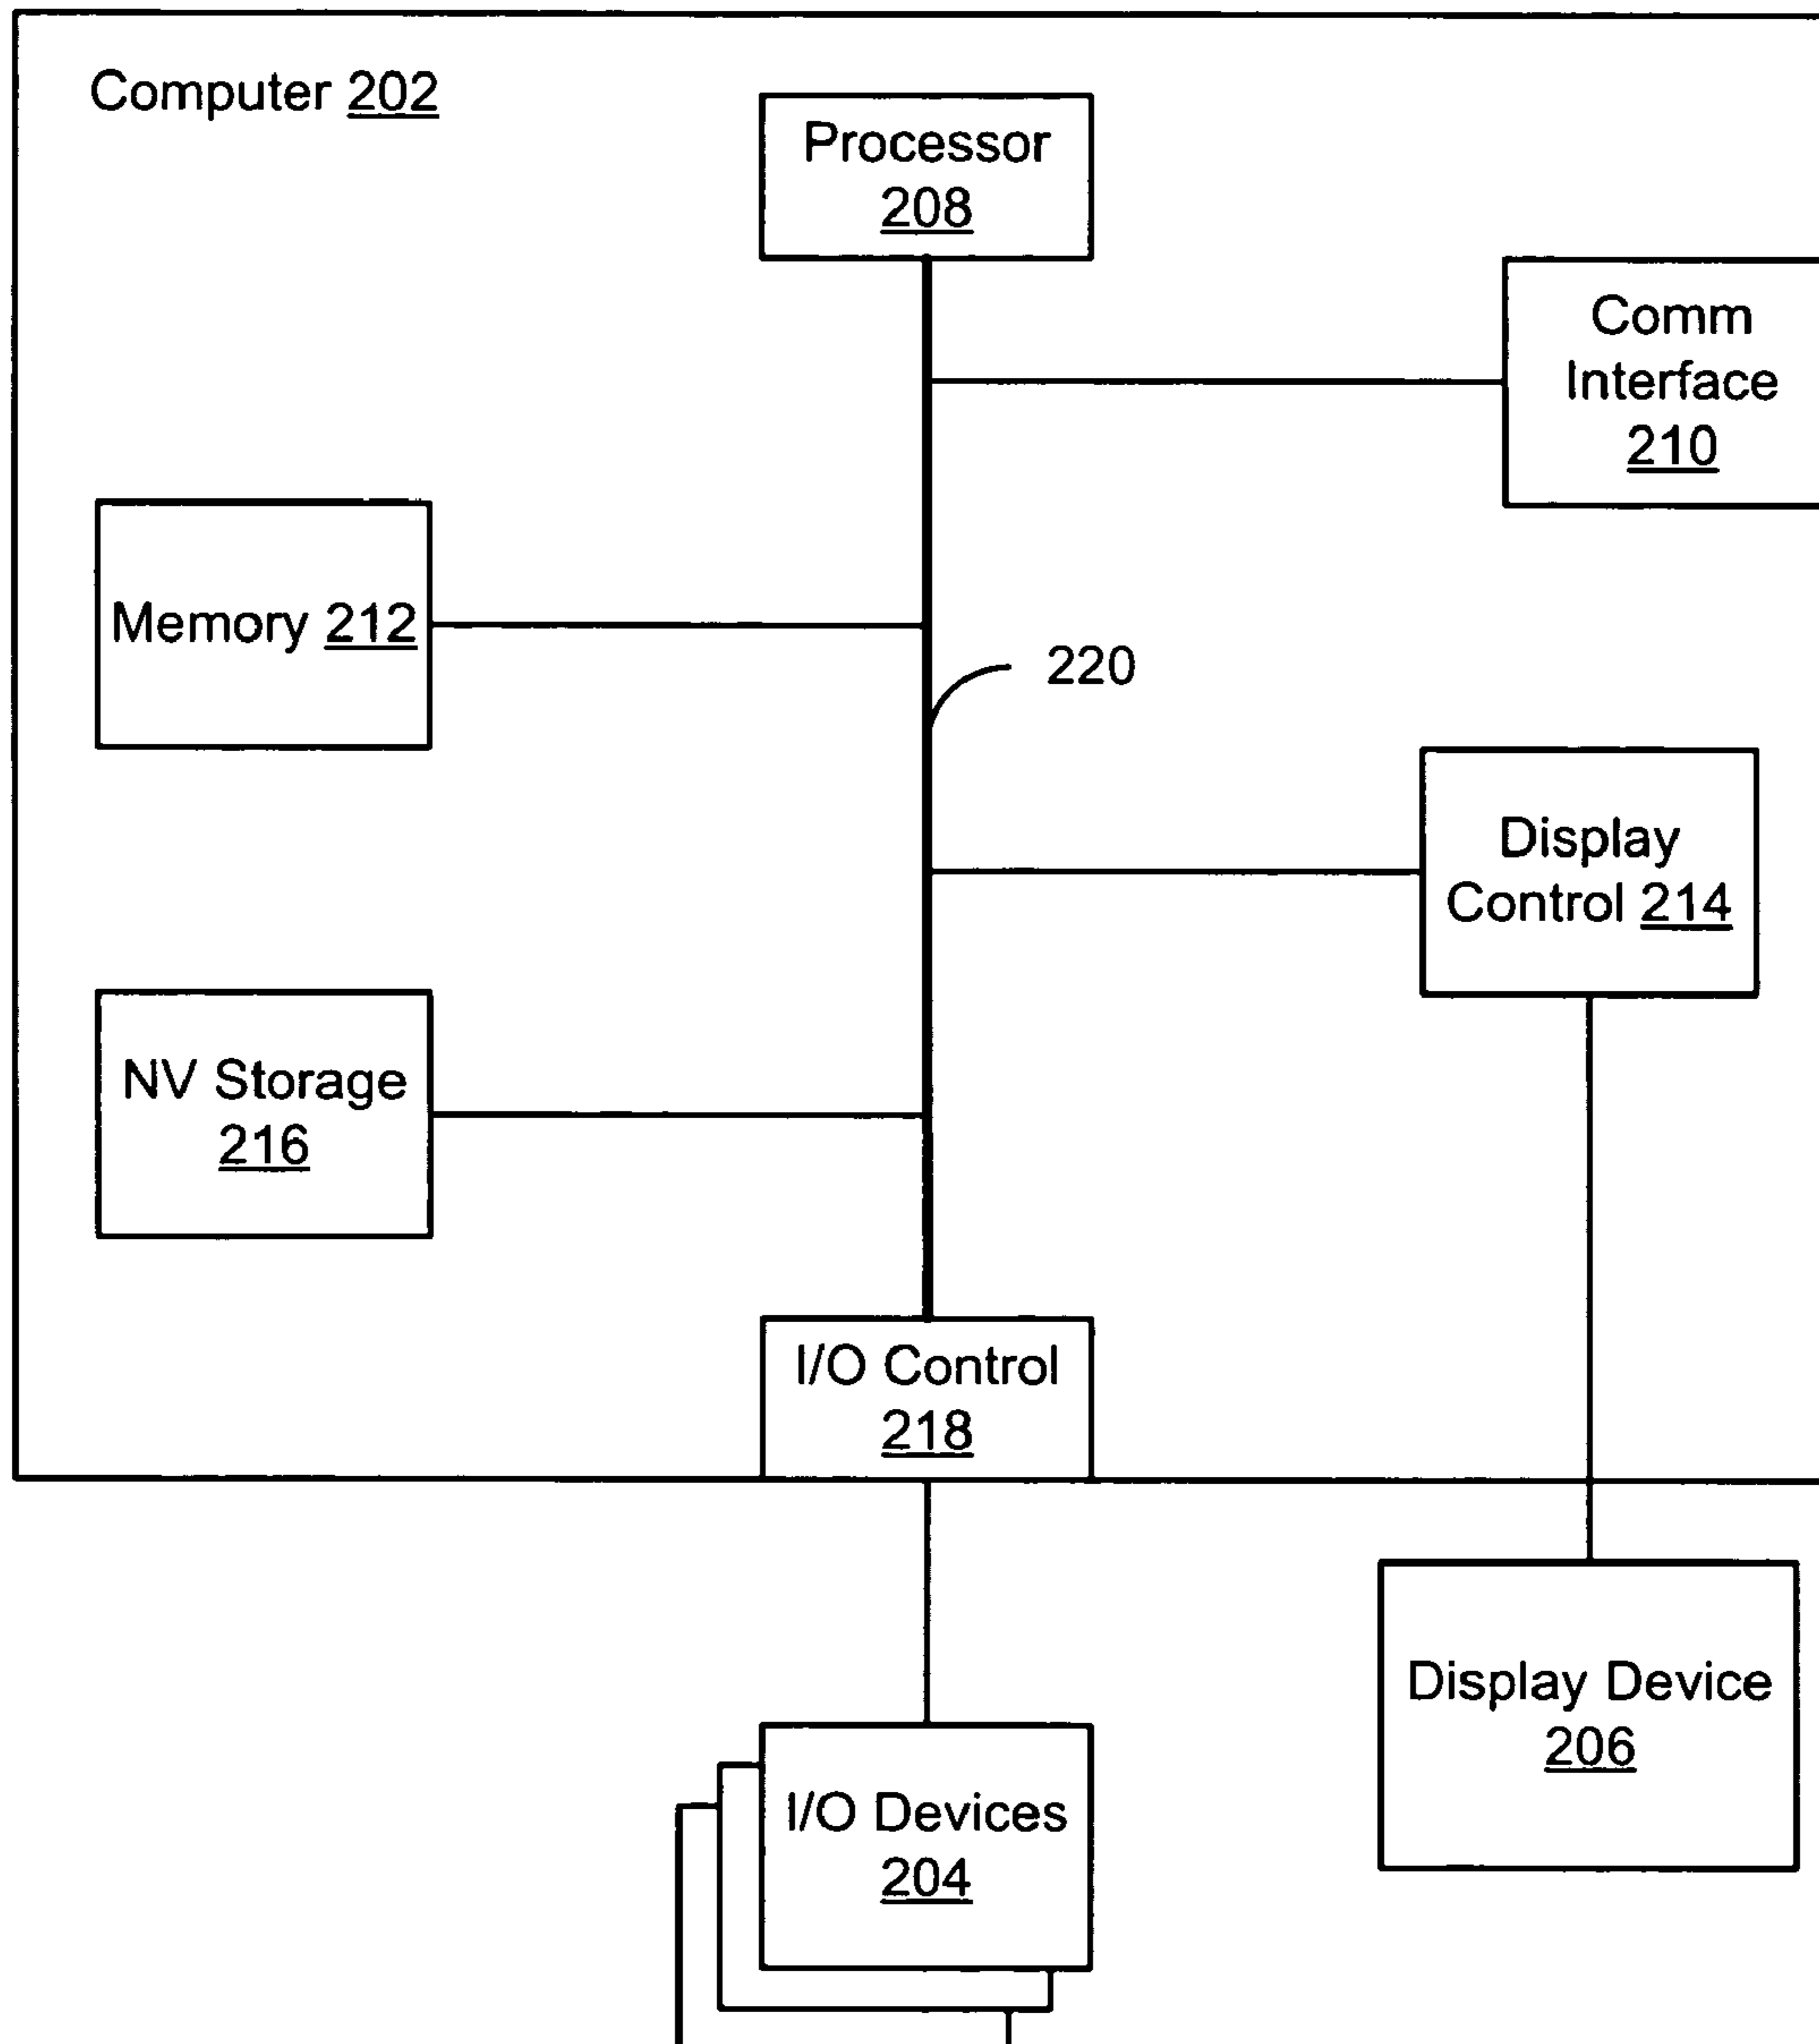 Computer 202
Processor
208
Comm
Interface
210
Memory 212
220
Display
Control 214
NV Storage
216
I/O Control
218
Display Device
206
I/O Devices
204